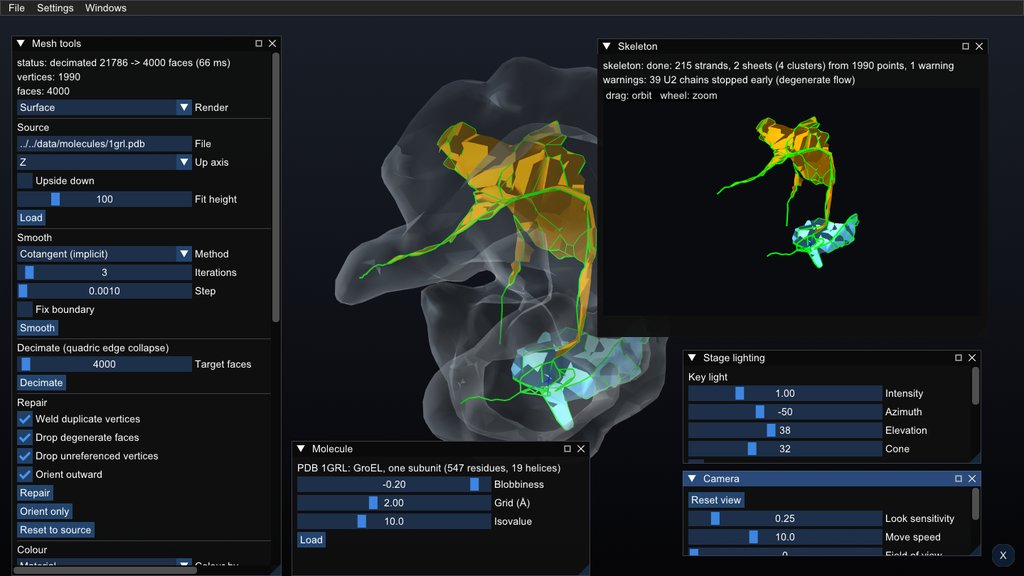 File Settings Windows
Mesh tools
status: decimated 21786 -> 4000 faces (66 ms)
vertices: 1990
faces: 4000
Surface Render
Source
../../data/molecules/1grl.pdb File
Z Up axis
Upside down
100 Fit height
Load
Smooth
Cotangent (implicit) Method
3 Iterations
0.0010 Step
Fix boundary
Smooth
Decimate (quadric edge collapse)
4000 Target faces
Decimate
Repair
Weld duplicate vertices
Drop degenerate faces
Drop unreferenced vertices
Orient outward
Repair
Orient only
Reset to source
Colour
Material Colour by
Skeleton
skeleton: done: 215 strands, 2 sheets (4 clusters) from 1990 points, 1 warning
warnings: 39 U2 chains stopped early (degenerate flow)
drag: orbit wheel: zoom
Molecule
PDB 1GRL: GroEL, one subunit (547 residues, 19 helices)
-0.20 Blobbiness
2.00 Grid (Å)
10.0 Isovalue
Load
Stage lighting
Key light
1.00 Intensity
-50 Azimuth
38 Elevation
32 Cone
Camera
Reset view
0.25 Look sensitivity
10.0 Move speed
Field of view
X